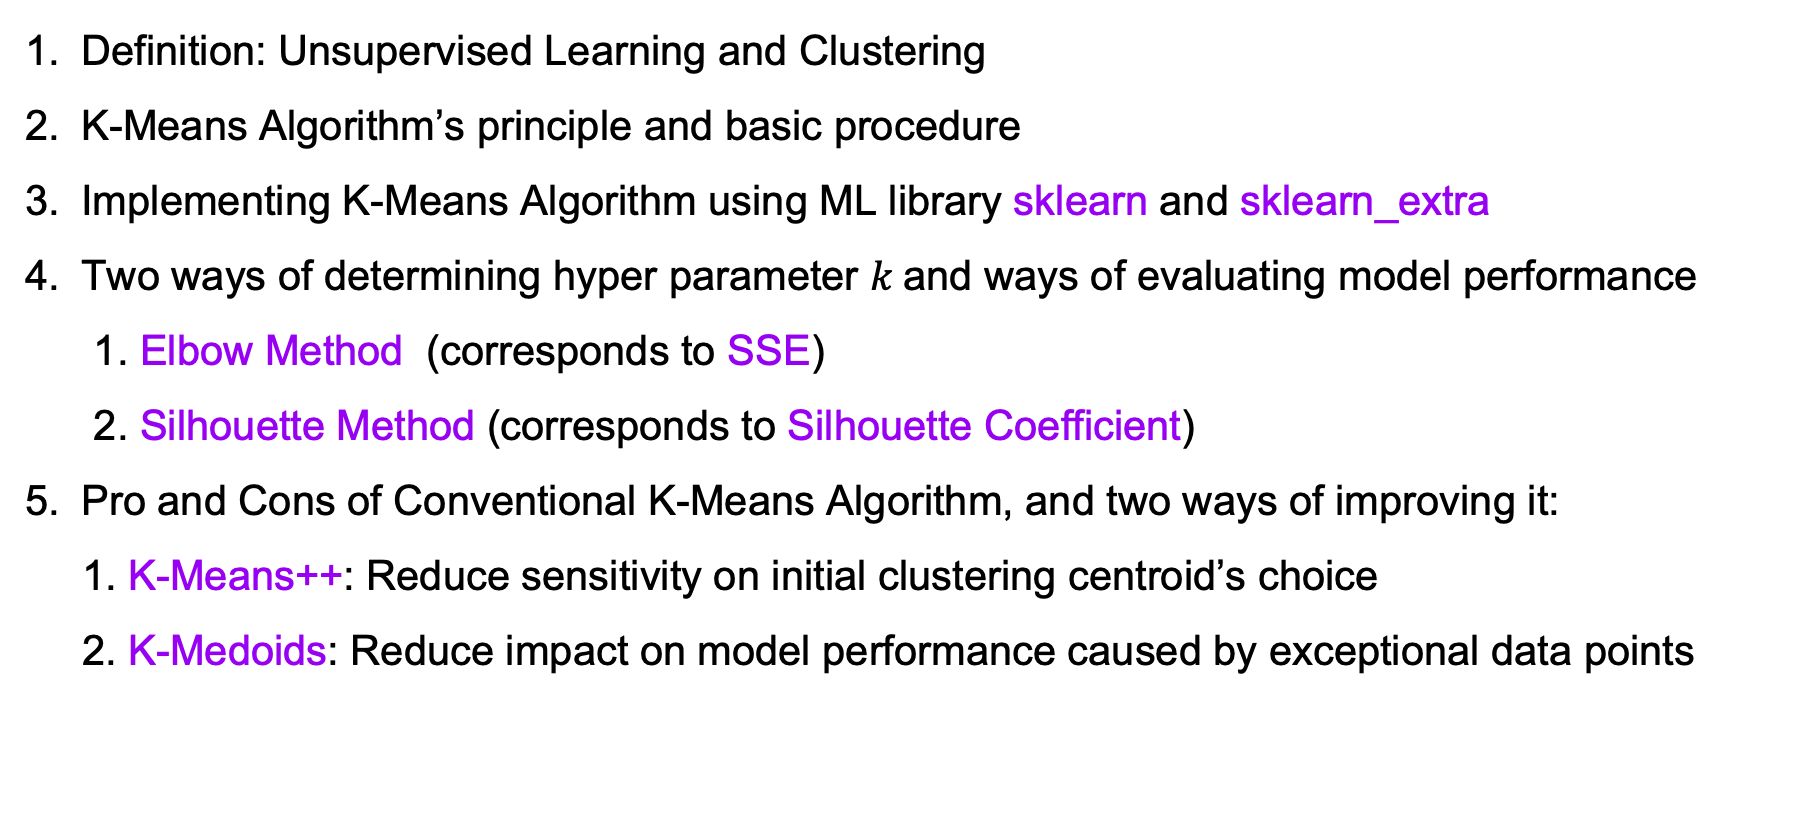 1. Definition: Unsupervised Learning and Clustering
2. K-Means Algorithm’s principle and basic procedure
3. Implementing K-Means Algorithm using ML library sklearn and sklearn_extra
4. Two ways of determining hyper parameter k and ways of evaluating model performance
1. Elbow Method (corresponds to SSE)
2. Silhouette Method (corresponds to Silhouette Coefficient)
5. Pro and Cons of Conventional K-Means Algorithm, and two ways of improving it:
1. K-Means++: Reduce sensitivity on initial clustering centroid’s choice
2. K-Medoids: Reduce impact on model performance caused by exceptional data points